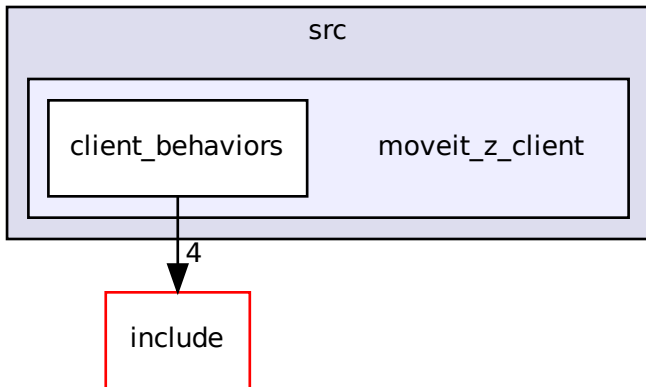 src
client_behaviors
moveit_z_client
4
include